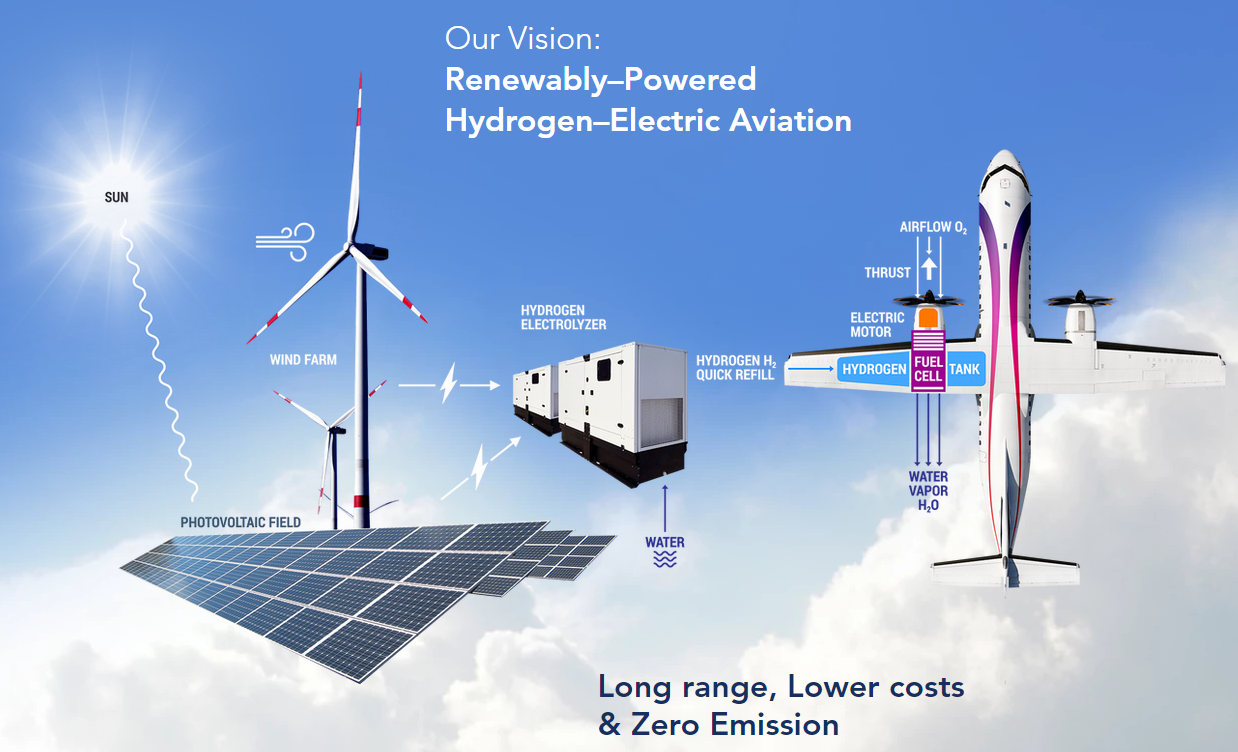 Our Vision:
Renewably–Powered
Hydrogen–Electric Aviation
SUN
WIND FARM
PHOTOVOLTAIC FIELD
HYDROGEN
ELECTROLYZER
WATER
HYDROGEN H₂
QUICK REFILL
AIRFLOW O₂
THRUST
ELECTRIC
MOTOR
HYDROGEN
FUEL
CELL
TANK
WATER
VAPOR
H₂O
Long range, Lower costs
& Zero Emission